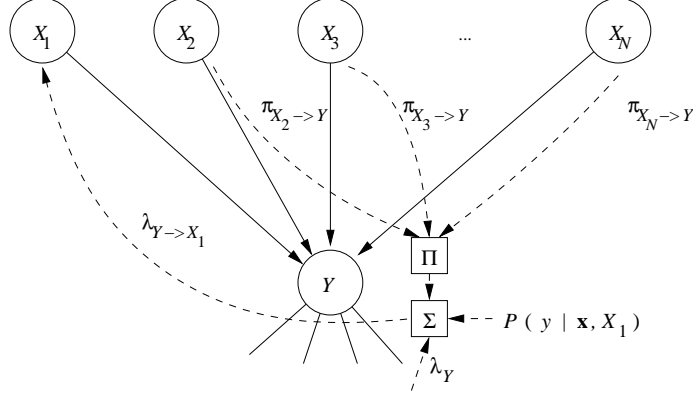 X1 X2 X3 ... XN
πX2−>Y πX3−>Y πXN−>Y
λY−>X1
Π
Y
Σ P ( y | x, X1 )
λY